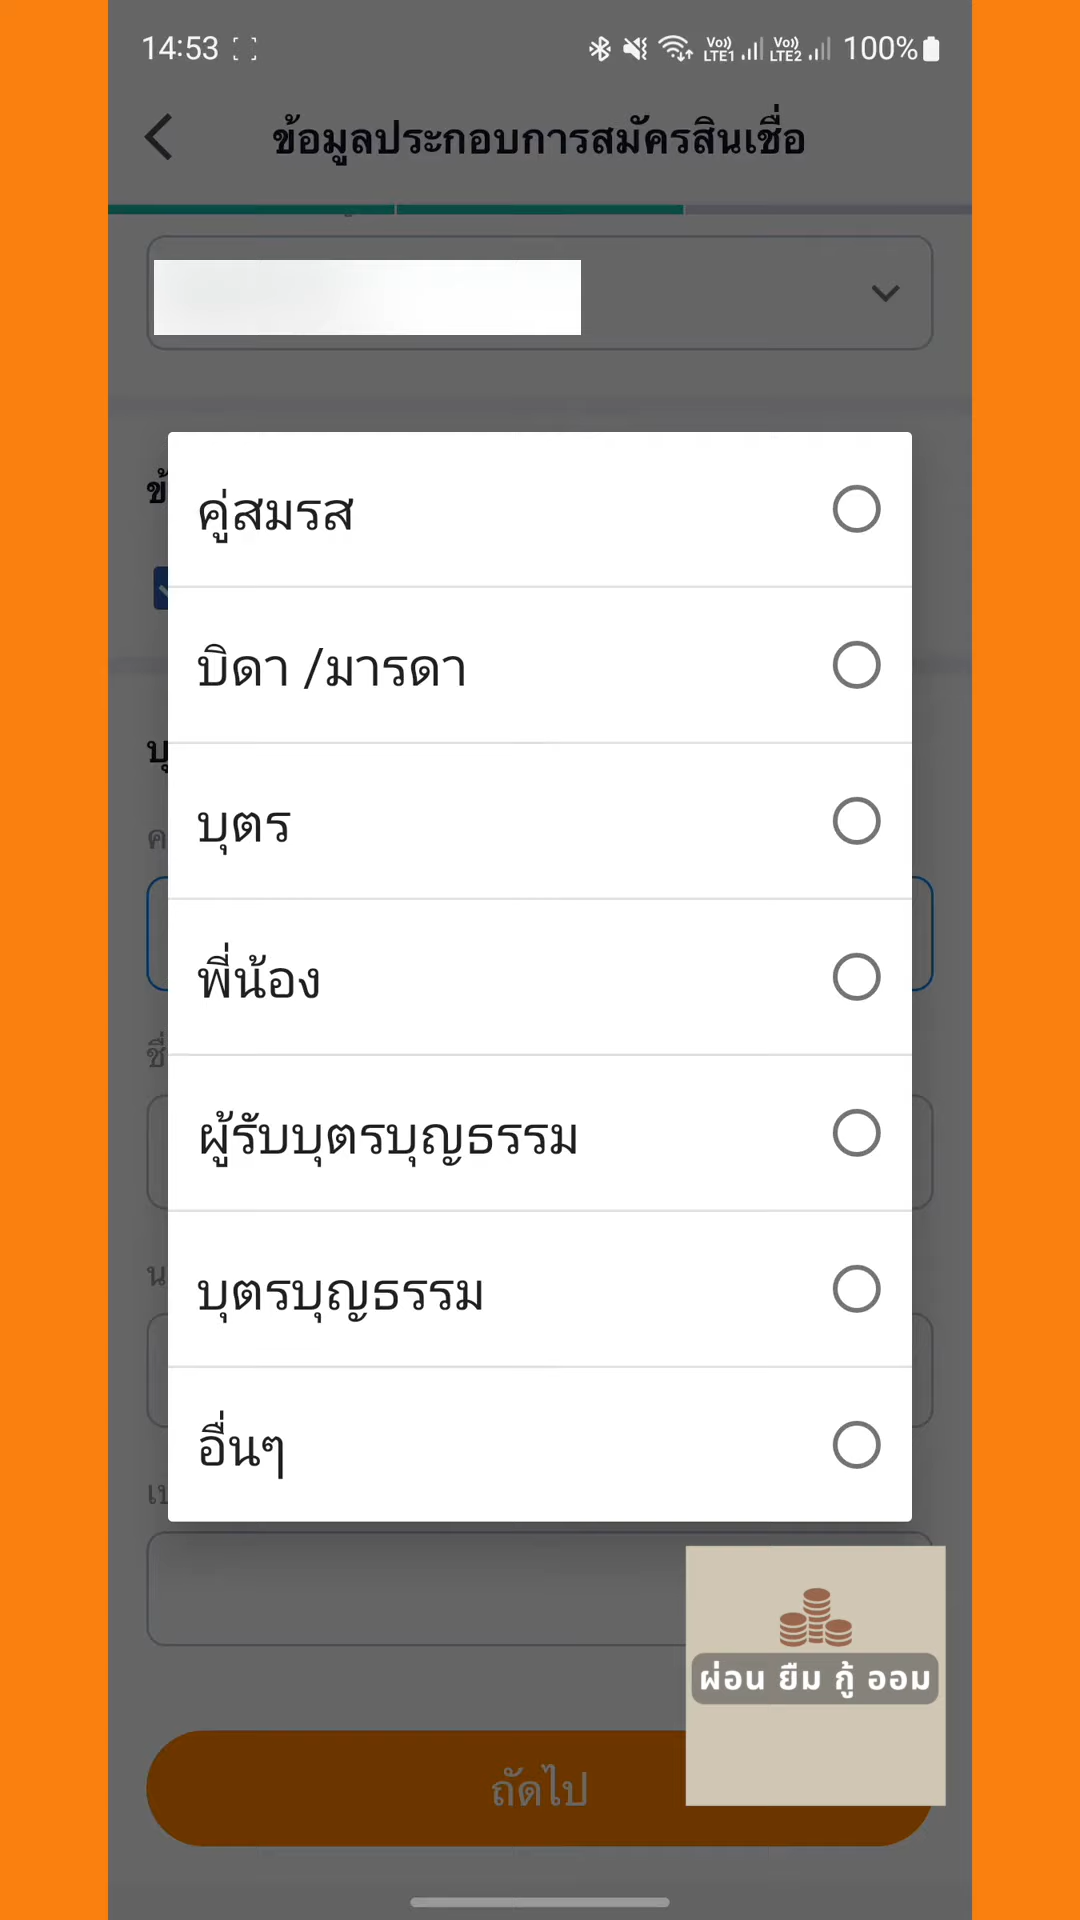 14:53
Vo)) LTE1 Vo)) LTE2 100%
ข้อมูลประกอบการสมัครสินเชื่อ
คู่สมรส
บิดา /มารดา
บุตร
พี่น้อง
ผู้รับบุตรบุญธรรม
บุตรบุญธรรม
อื่นๆ
ผ่อน ยืม กู้ ออม
ถัดไป